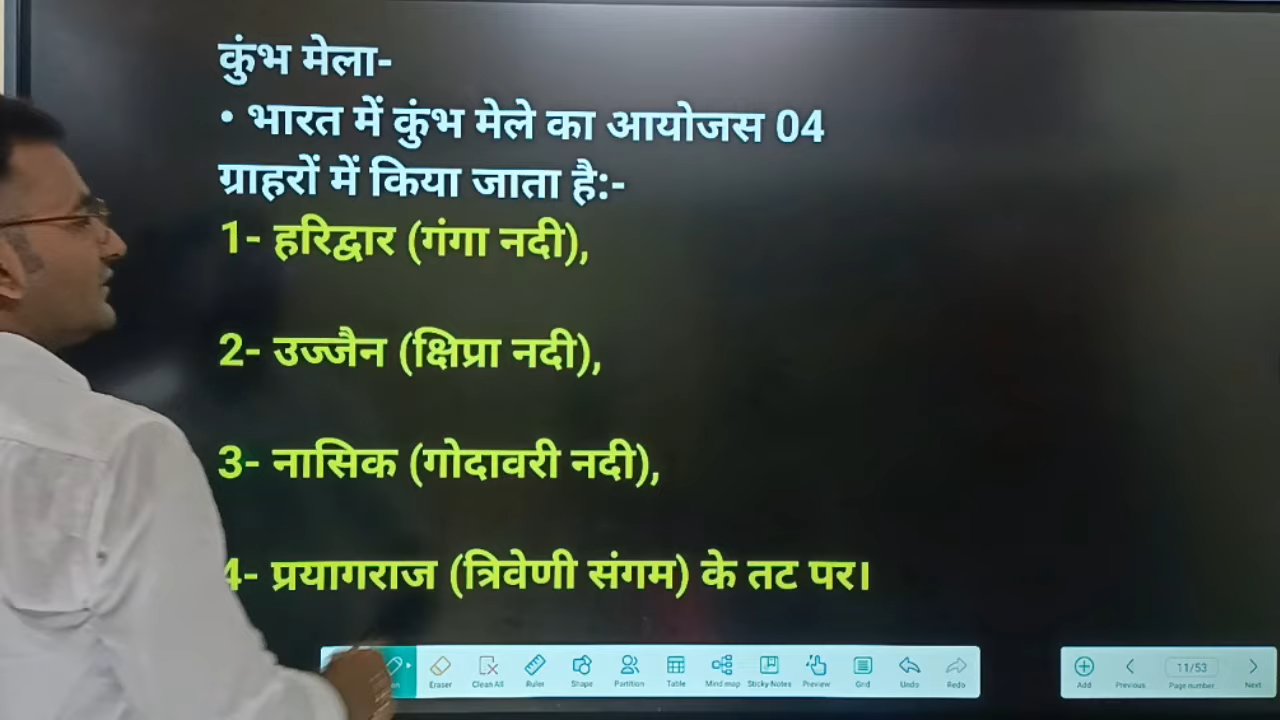 कुंभ मेला-
• भारत में कुंभ मेले का आयोजस 04
ग्राहरों में किया जाता है:-
1- हरिद्वार (गंगा नदी),
2- उज्जैन (क्षिप्रा नदी),
3- नासिक (गोदावरी नदी),
4- प्रयागराज (त्रिवेणी संगम) के तट पर।
Eraser Clean All Ruler Shape Partition Table Mind map Sticky Notes Preview Grid Undo Redo
Add Previous 11/53 Page number Next